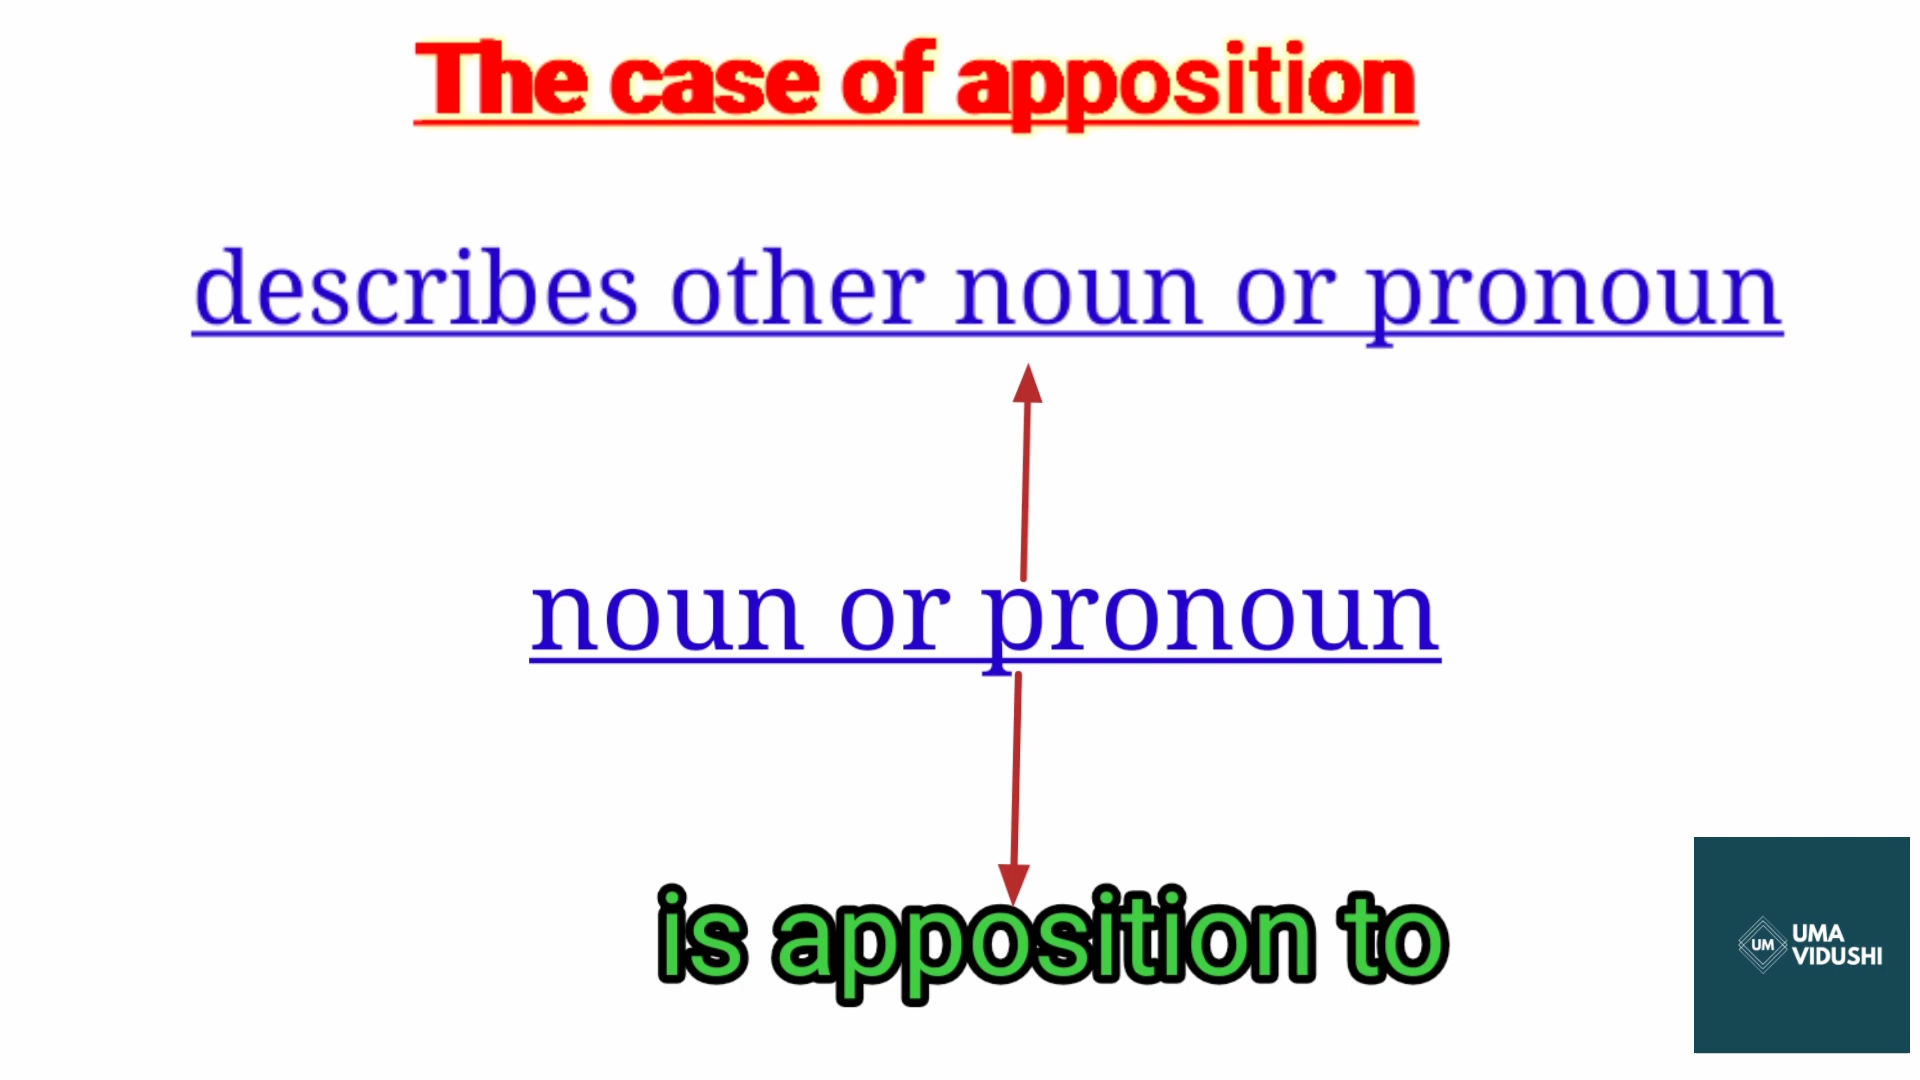 The case of apposition
describes other noun or pronoun
noun or pronoun
is apposition to
UM
UMA
VIDUSHI